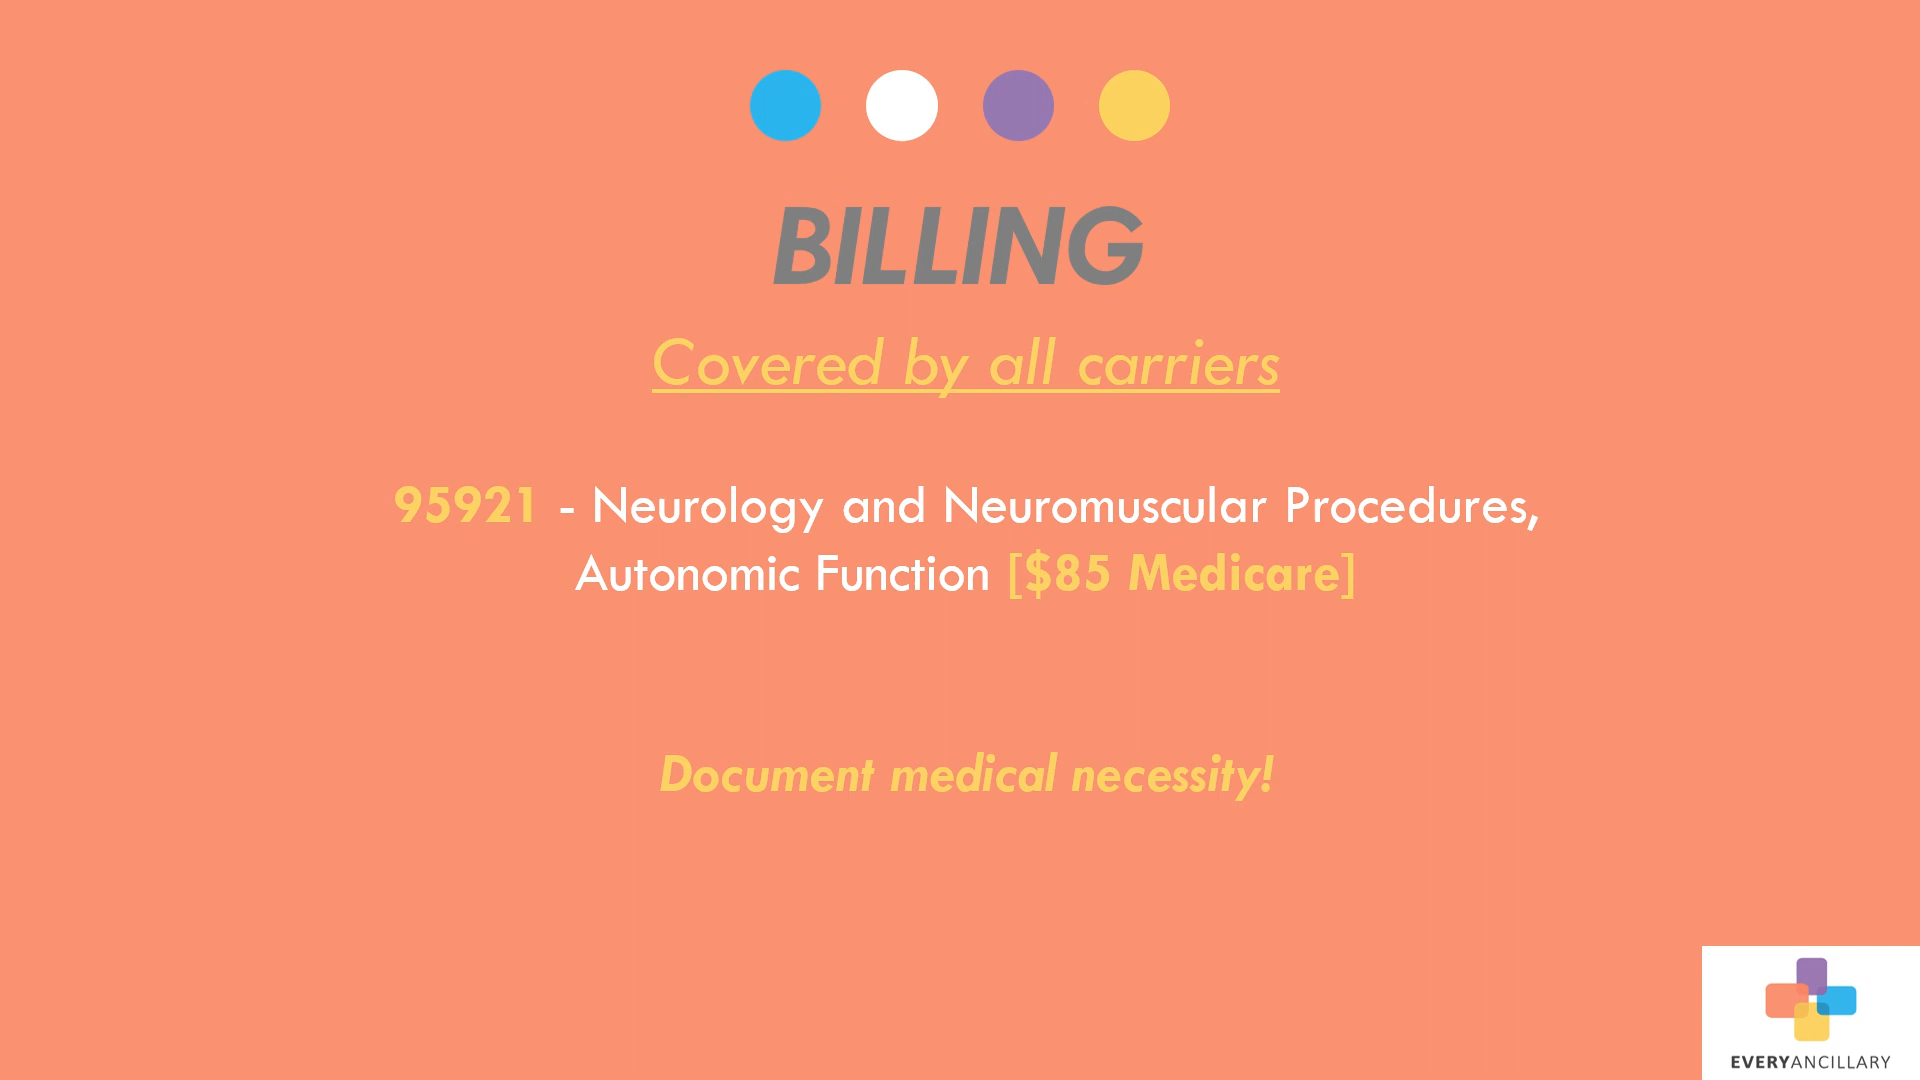 BILLING
Covered by all carriers
95921 - Neurology and Neuromuscular Procedures,
Autonomic Function [$85 Medicare]
Document medical necessity!
EVERYANCILLARY